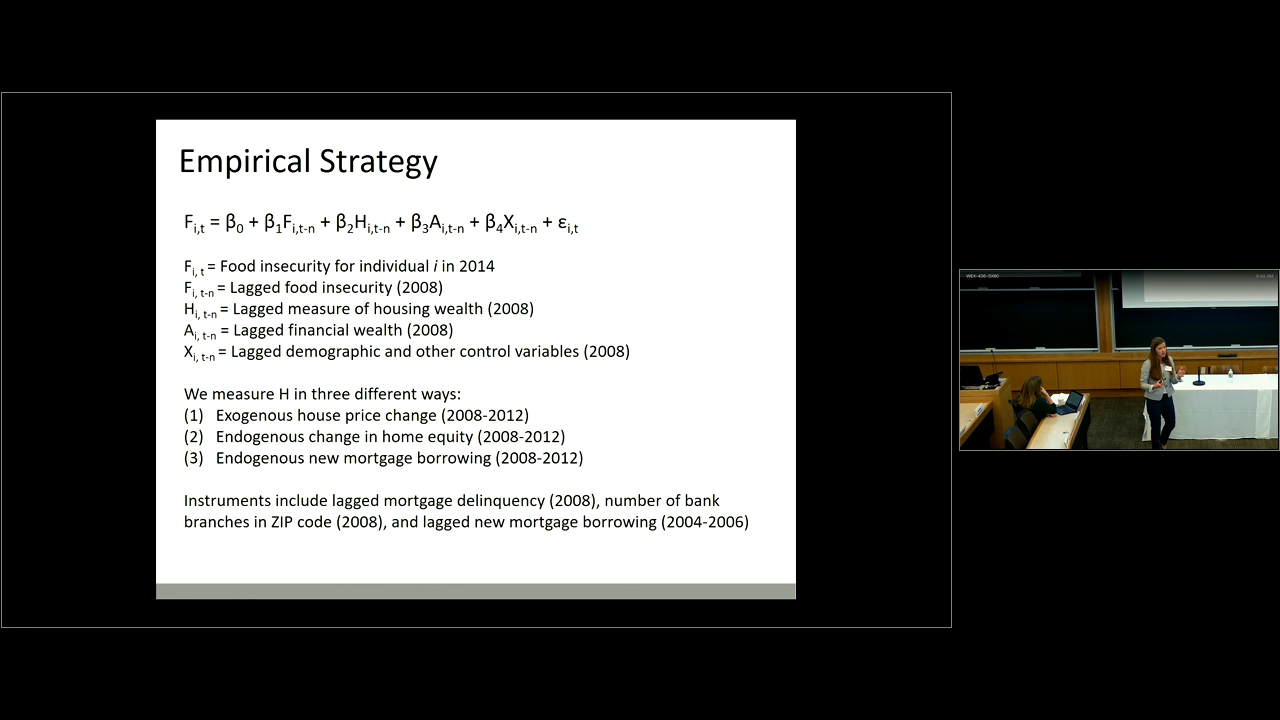 Empirical Strategy
Fi,t = β0 + β1Fi,t-n + β2Hi,t-n + β3Ai,t-n + β4Xi,t-n + εi,t
Fi, t = Food insecurity for individual i in 2014
Fi, t-n = Lagged food insecurity (2008)
Hi, t-n = Lagged measure of housing wealth (2008)
Ai, t-n = Lagged financial wealth (2008)
Xi, t-n = Lagged demographic and other control variables (2008)
We measure H in three different ways:
(1) Exogenous house price change (2008-2012)
(2) Endogenous change in home equity (2008-2012)
(3) Endogenous new mortgage borrowing (2008-2012)
Instruments include lagged mortgage delinquency (2008), number of bank
branches in ZIP code (2008), and lagged new mortgage borrowing (2004-2006)